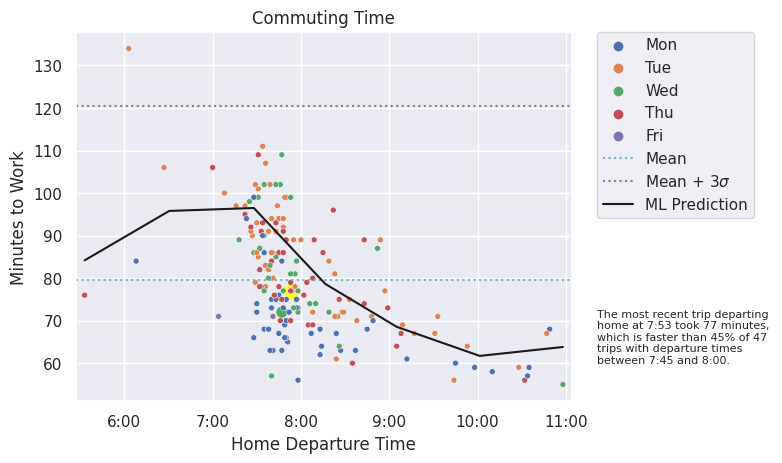 Commuting Time
Minutes to Work
130
120
110
100
90
80
70
60
6:00 7:00 8:00 9:00 10:00 11:00
Home Departure Time
Mon
Tue
Wed
Thu
Fri
Mean
Mean + 3σ
ML Prediction
The most recent trip departing
home at 7:53 took 77 minutes,
which is faster than 45% of 47
trips with departure times
between 7:45 and 8:00.